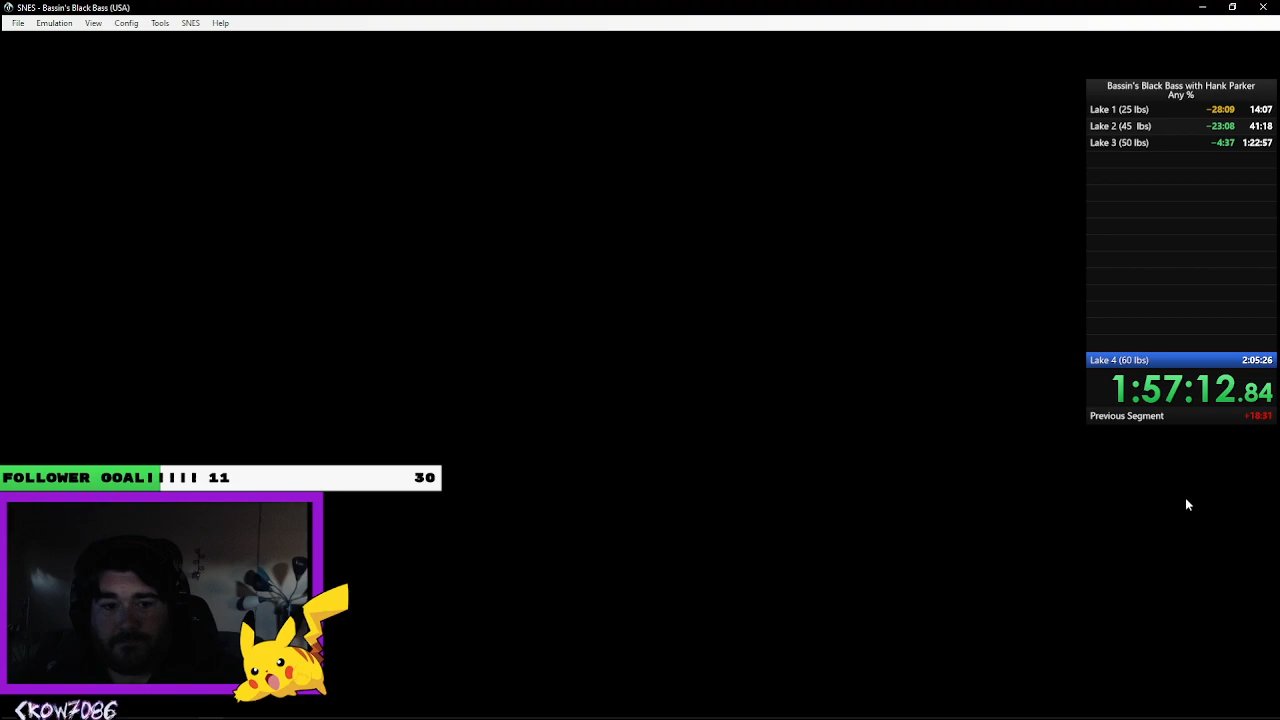 SNES - Bassin's Black Bass (USA)
File Emulation View Config Tools SNES Help
Bassin's Black Bass with Hank Parker
Any %
Lake 1 (25 lbs) -28:09 14:07
Lake 2 (45 lbs) -23:08 41:18
Lake 3 (50 lbs) -4:37 1:22:57
Lake 4 (60 lbs) 2:05:26
1:57:12.84
Previous Segment +18:31
FOLLOWER GOAL!!!!! 11 30
CROW7086